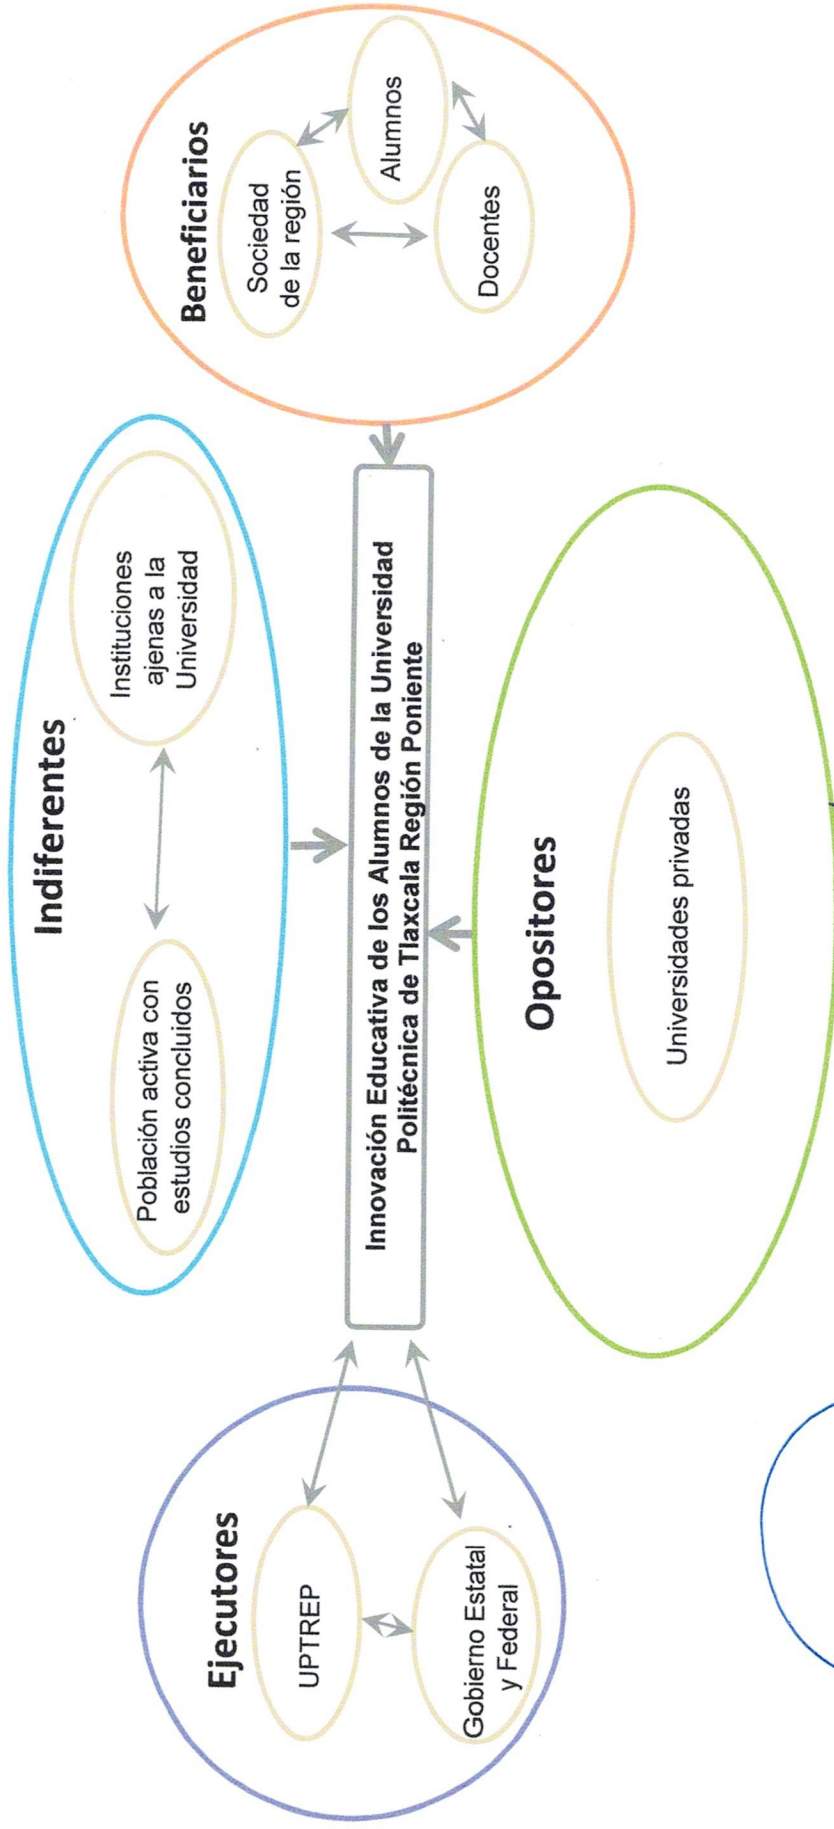 Indiferentes
Población activa con
estudios concluidos
Instituciones
ajenas a la
Universidad
Ejecutores
UPTREP
Gobierno Estatal
y Federal
Innovación Educativa de los Alumnos de la Universidad
Politécnica de Tlaxcala Región Poniente
Beneficiarios
Sociedad
de la región
Alumnos
Docentes
Opositores
Universidades privadas